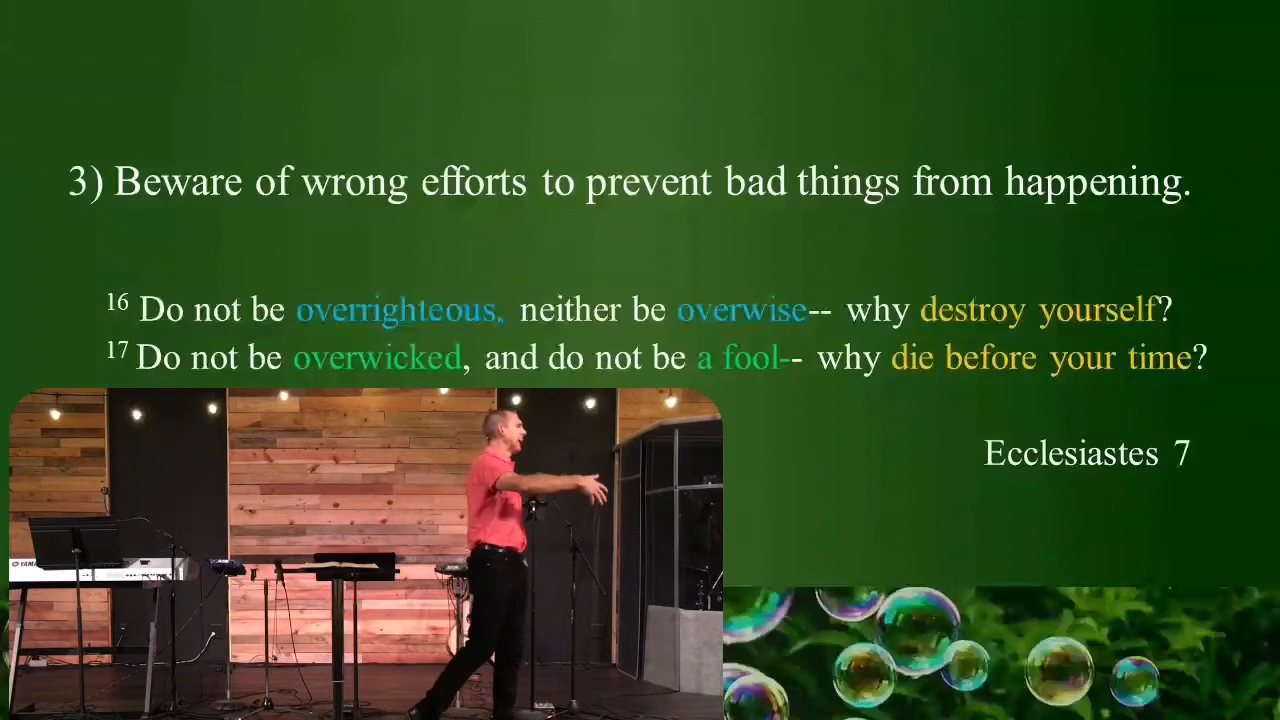 3) Beware of wrong efforts to prevent bad things from happening.
16 Do not be overrighteous, neither be overwise-- why destroy yourself?
17 Do not be overwicked, and do not be a fool-- why die before your time?
Ecclesiastes 7